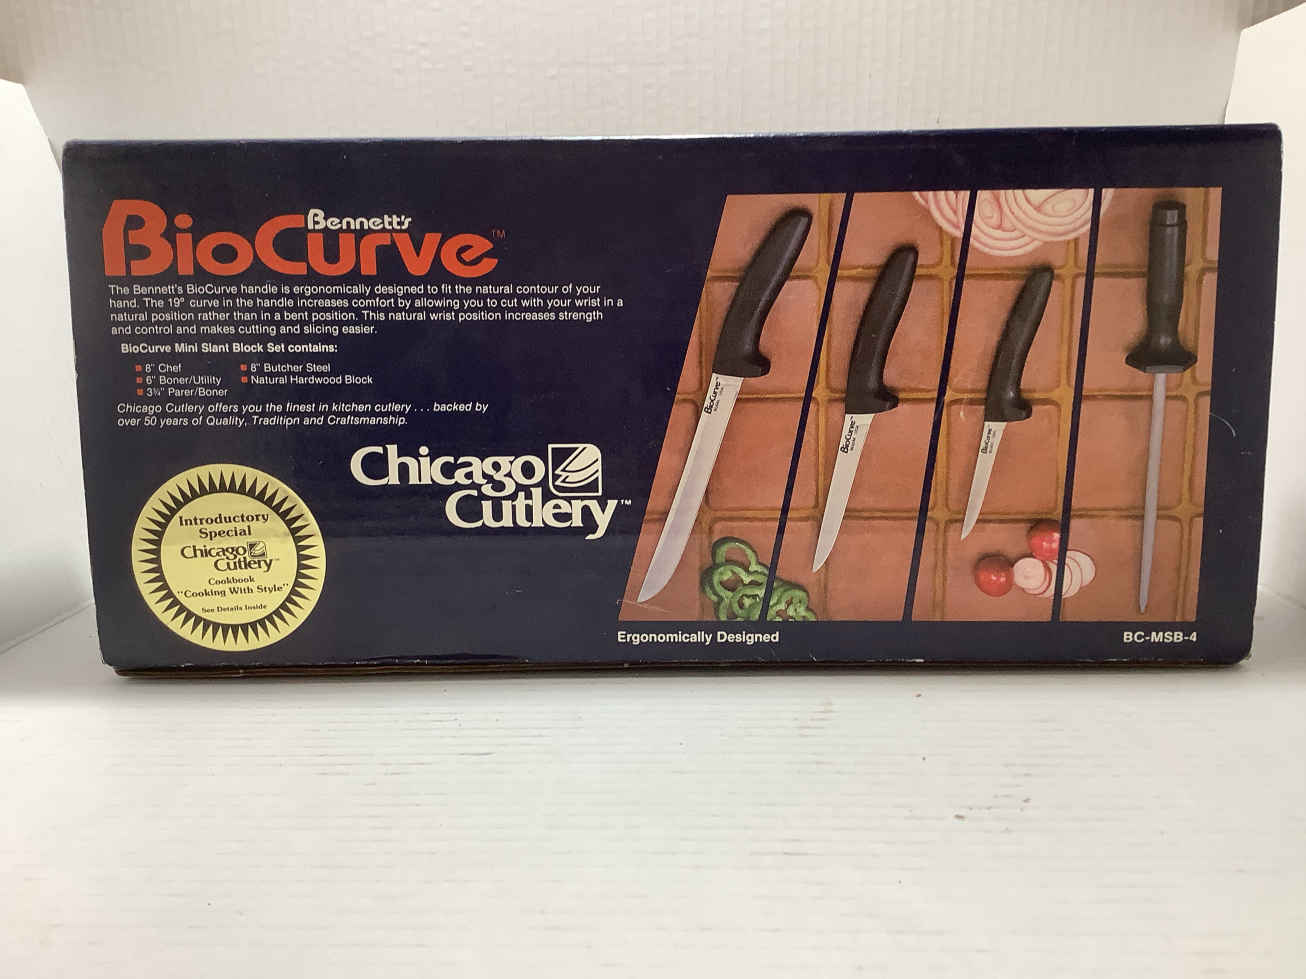 Bennett's
BioCurve™
The Bennett's BioCurve handle is ergonomically designed to fit the natural contour of your
hand. The 19° curve in the handle increases comfort by allowing you to cut with your wrist in a
natural position rather than in a bent position. This natural wrist position increases strength
and control and makes cutting and slicing easier.
BioCurve Mini Slant Block Set contains:
8" Chef
6" Boner/Utility
3¾" Parer/Boner
8" Butcher Steel
Natural Hardwood Block
Chicago Cutlery offers you the finest in kitchen cutlery . . . backed by
over 50 years of Quality, Tradition and Craftsmanship.
Chicago
Cutlery™
Introductory
Special
Chicago
Cutlery
Cookbook
"Cooking With Style"
See Details Inside
BioCurve™
BioCurve™
BioCurve™
Ergonomically Designed
BC-MSB-4